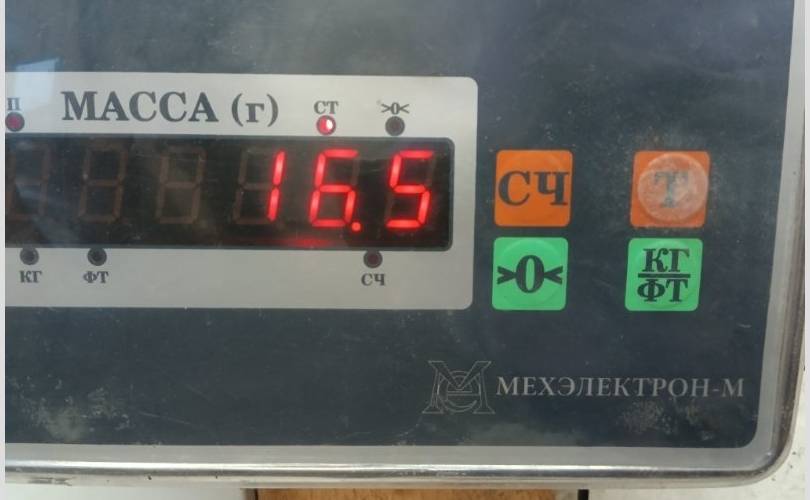 П МАССА (г) СТ >0<
16.5
КГ ФТ СЧ
СЧ Т
>0< КГ
ФТ
МЕХЭЛЕКТРОН-М